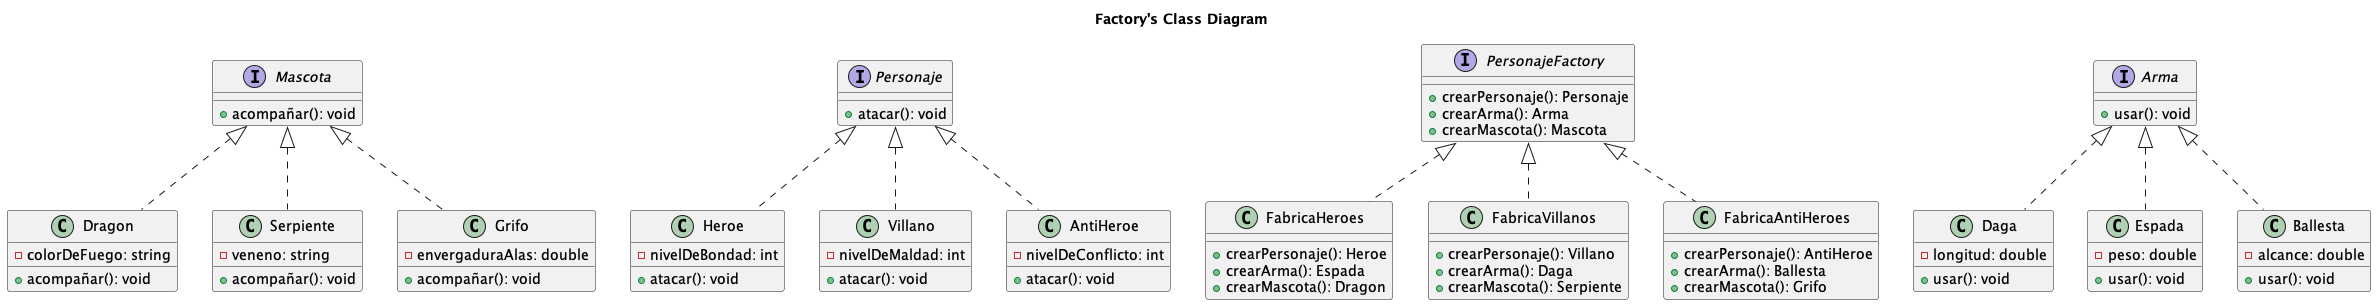 Factory's Class Diagram
I Mascota
acompañar(): void
I Personaje
atacar(): void
I PersonajeFactory
crearPersonaje(): Personaje
crearArma(): Arma
crearMascota(): Mascota
I Arma
usar(): void
C Dragon
colorDeFuego: string
acompañar(): void
C Serpiente
veneno: string
acompañar(): void
C Grifo
envergaduraAlas: double
acompañar(): void
C Heroe
nivelDeBondad: int
atacar(): void
C Villano
nivelDeMaldad: int
atacar(): void
C AntiHeroe
nivelDeConflicto: int
atacar(): void
C FabricaHeroes
crearPersonaje(): Heroe
crearArma(): Espada
crearMascota(): Dragon
C FabricaVillanos
crearPersonaje(): Villano
crearArma(): Daga
crearMascota(): Serpiente
C FabricaAntiHeroes
crearPersonaje(): AntiHeroe
crearArma(): Ballesta
crearMascota(): Grifo
C Daga
longitud: double
usar(): void
C Espada
peso: double
usar(): void
C Ballesta
alcance: double
usar(): void